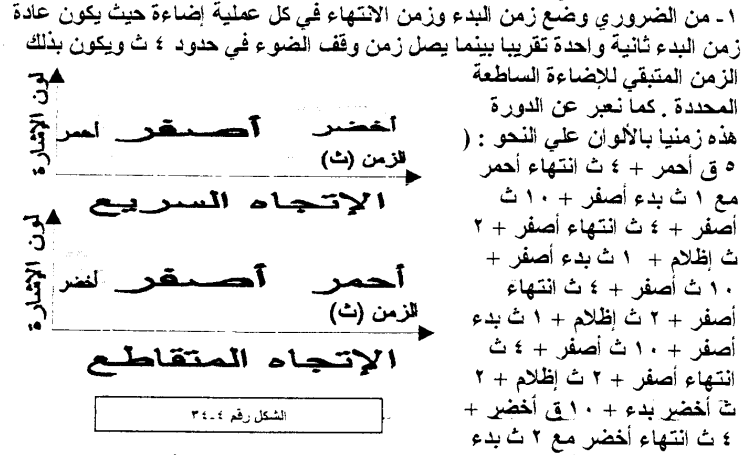 ١- من الضروري وضع زمن البدء وزمن الانتهاء في كل عملية إضاءة حيث يكون عادة
زمن البدء ثانية واحدة تقريبا بينما يصل زمن وقف الضوء في حدود ٤ ث ويكون بذلك
الزمن المتبقي للإضاءة الساطعة
المحددة . كما نعبر عن الدورة
هذه زمنيا بالألوان علي النحو : (
٥ ق أحمر + ٤ ث انتهاء أحمر
مع ١ ث بدء أصفر + ١٠ ث
أصفر + ٤ ث انتهاء أصفر + ٢
ث إظلام + ١ ث بدء أصفر +
١٠ ث أصفر + ٤ ث انتهاء
أصفر + ٢ ث إظلام + ١ ث بدء
أصفر + ١٠ ث أصفر + ٤ ث
انتهاء أصفر + ٢ ث إظلام + ٢
ث أخضر بدء + ١٠ ق أخضر +
٤ ث انتهاء أخضر مع ٢ ث بدء
لون الإشارة
أخضر أصفر أحمر
الزمن (ث)
الإتجاه السريع
لون الإشارة
أحمر أصفر أخضر
الزمن (ث)
الإتجاه المتقاطع
الشكل رقم ٤-٣٤